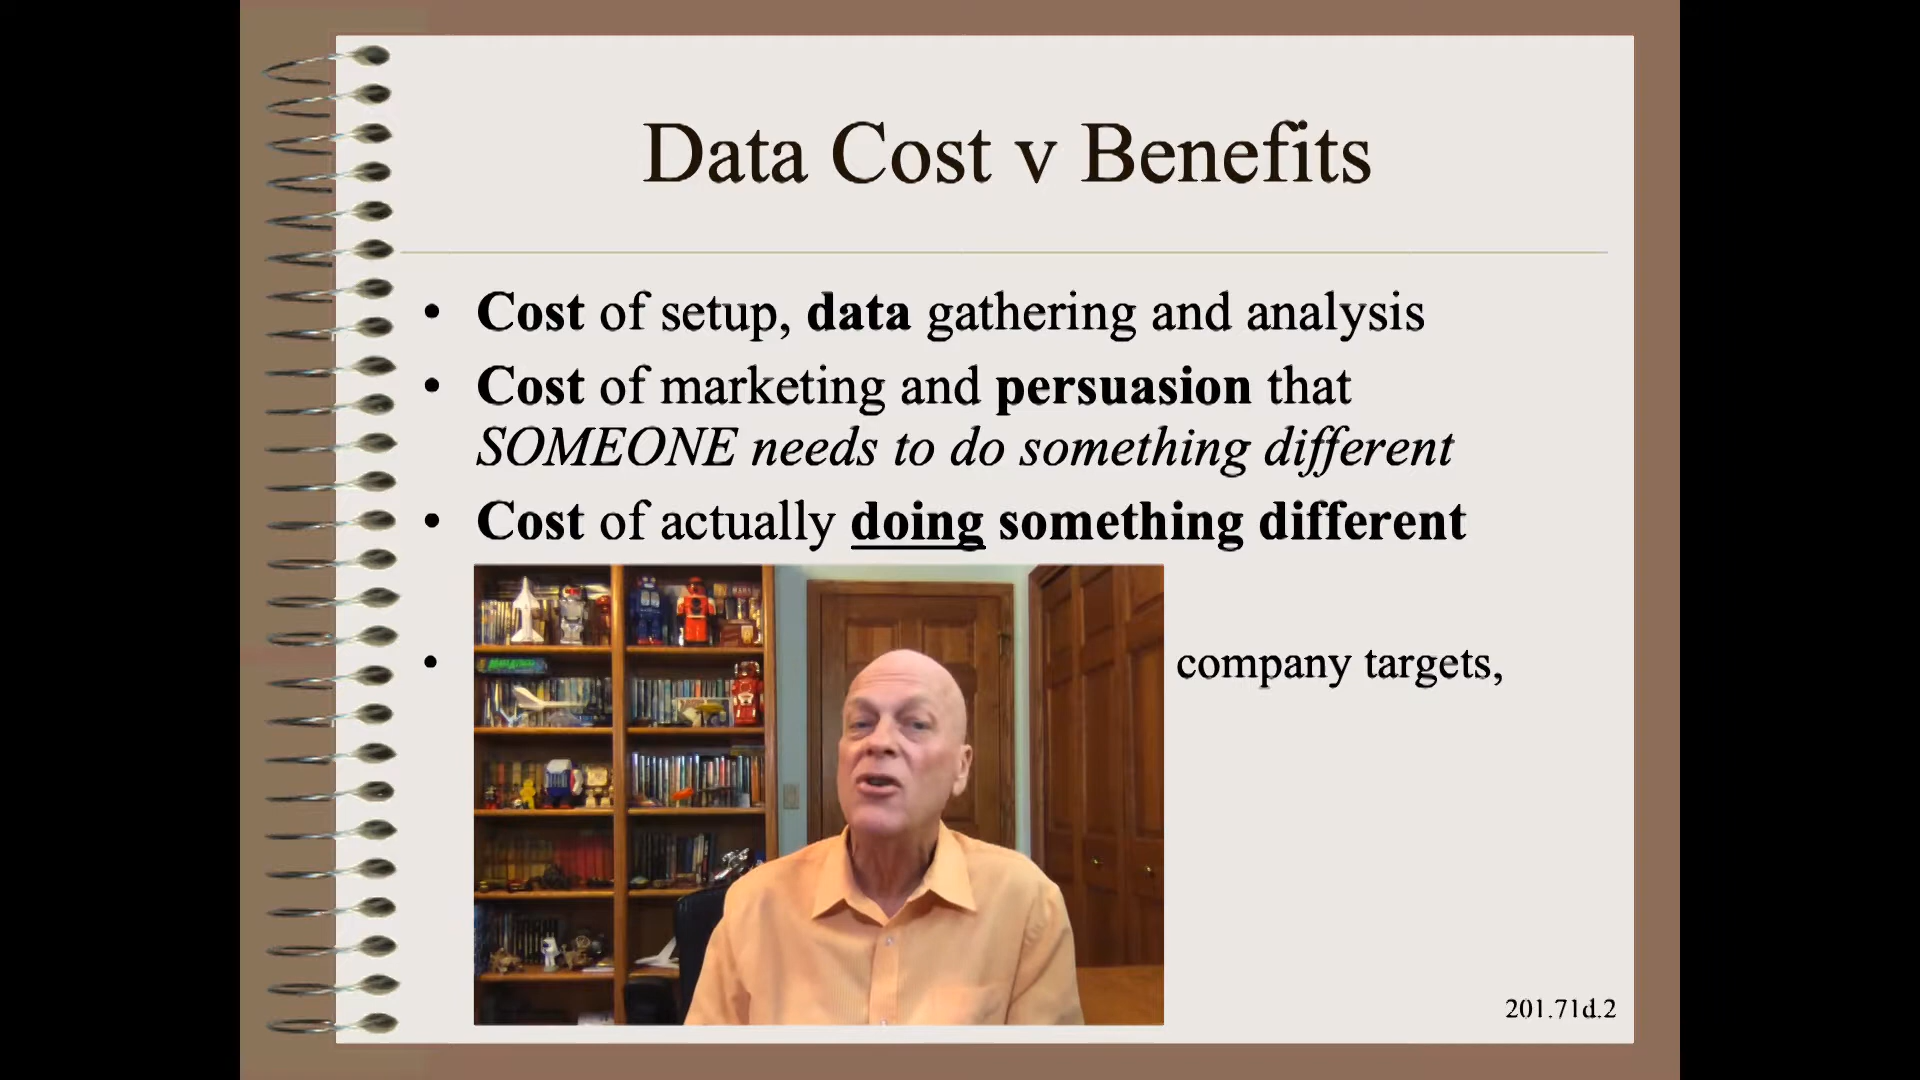 Data Cost v Benefits
• Cost of setup, data gathering and analysis
• Cost of marketing and persuasion that
SOMEONE needs to do something different
• Cost of actually doing something different
• company targets,
201.71d.2